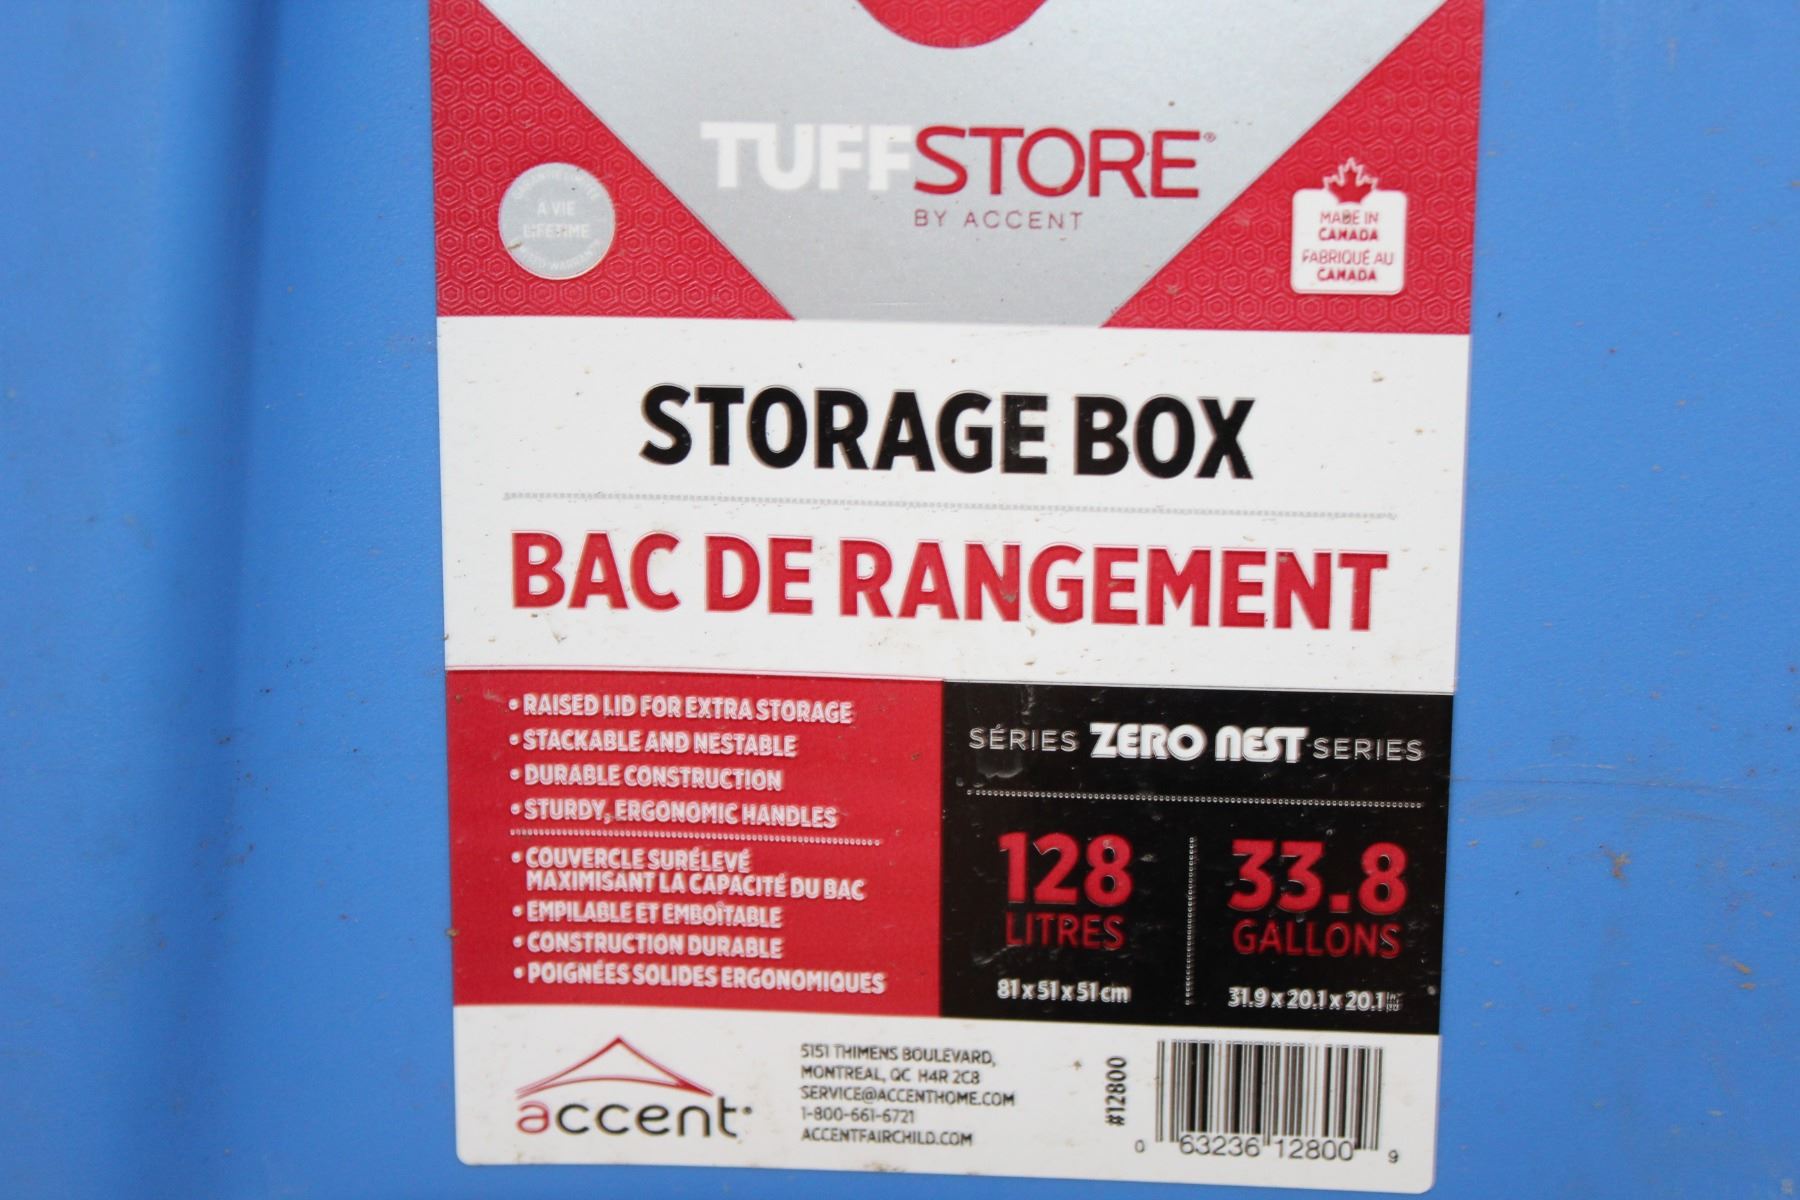 TUFFSTORE®
BY ACCENT
GARANTIE LIMITÉE
À VIE
LIFETIME
LIMITED WARRANTY
MADE IN
CANADA
FABRIQUÉ AU
CANADA
STORAGE BOX
BAC DE RANGEMENT
• RAISED LID FOR EXTRA STORAGE
• STACKABLE AND NESTABLE
• DURABLE CONSTRUCTION
• STURDY, ERGONOMIC HANDLES
• COUVERCLE SURÉLEVÉ
MAXIMISANT LA CAPACITÉ DU BAC
• EMPILABLE ET EMBOÎTABLE
• CONSTRUCTION DURABLE
• POIGNÉES SOLIDES ERGONOMIQUES
SÉRIES ZERO NEST SERIES
128
LITRES
81 x 51 x 51 cm
33.8
GALLONS
31.9 x 20.1 x 20.1
accent
5151 THIMENS BOULEVARD,
MONTREAL, QC H4R 2C8
SERVICE@ACCENTHOME.COM
1-800-661-6721
ACCENTFAIRCHILD.COM
#12800
0 63236 12800 9